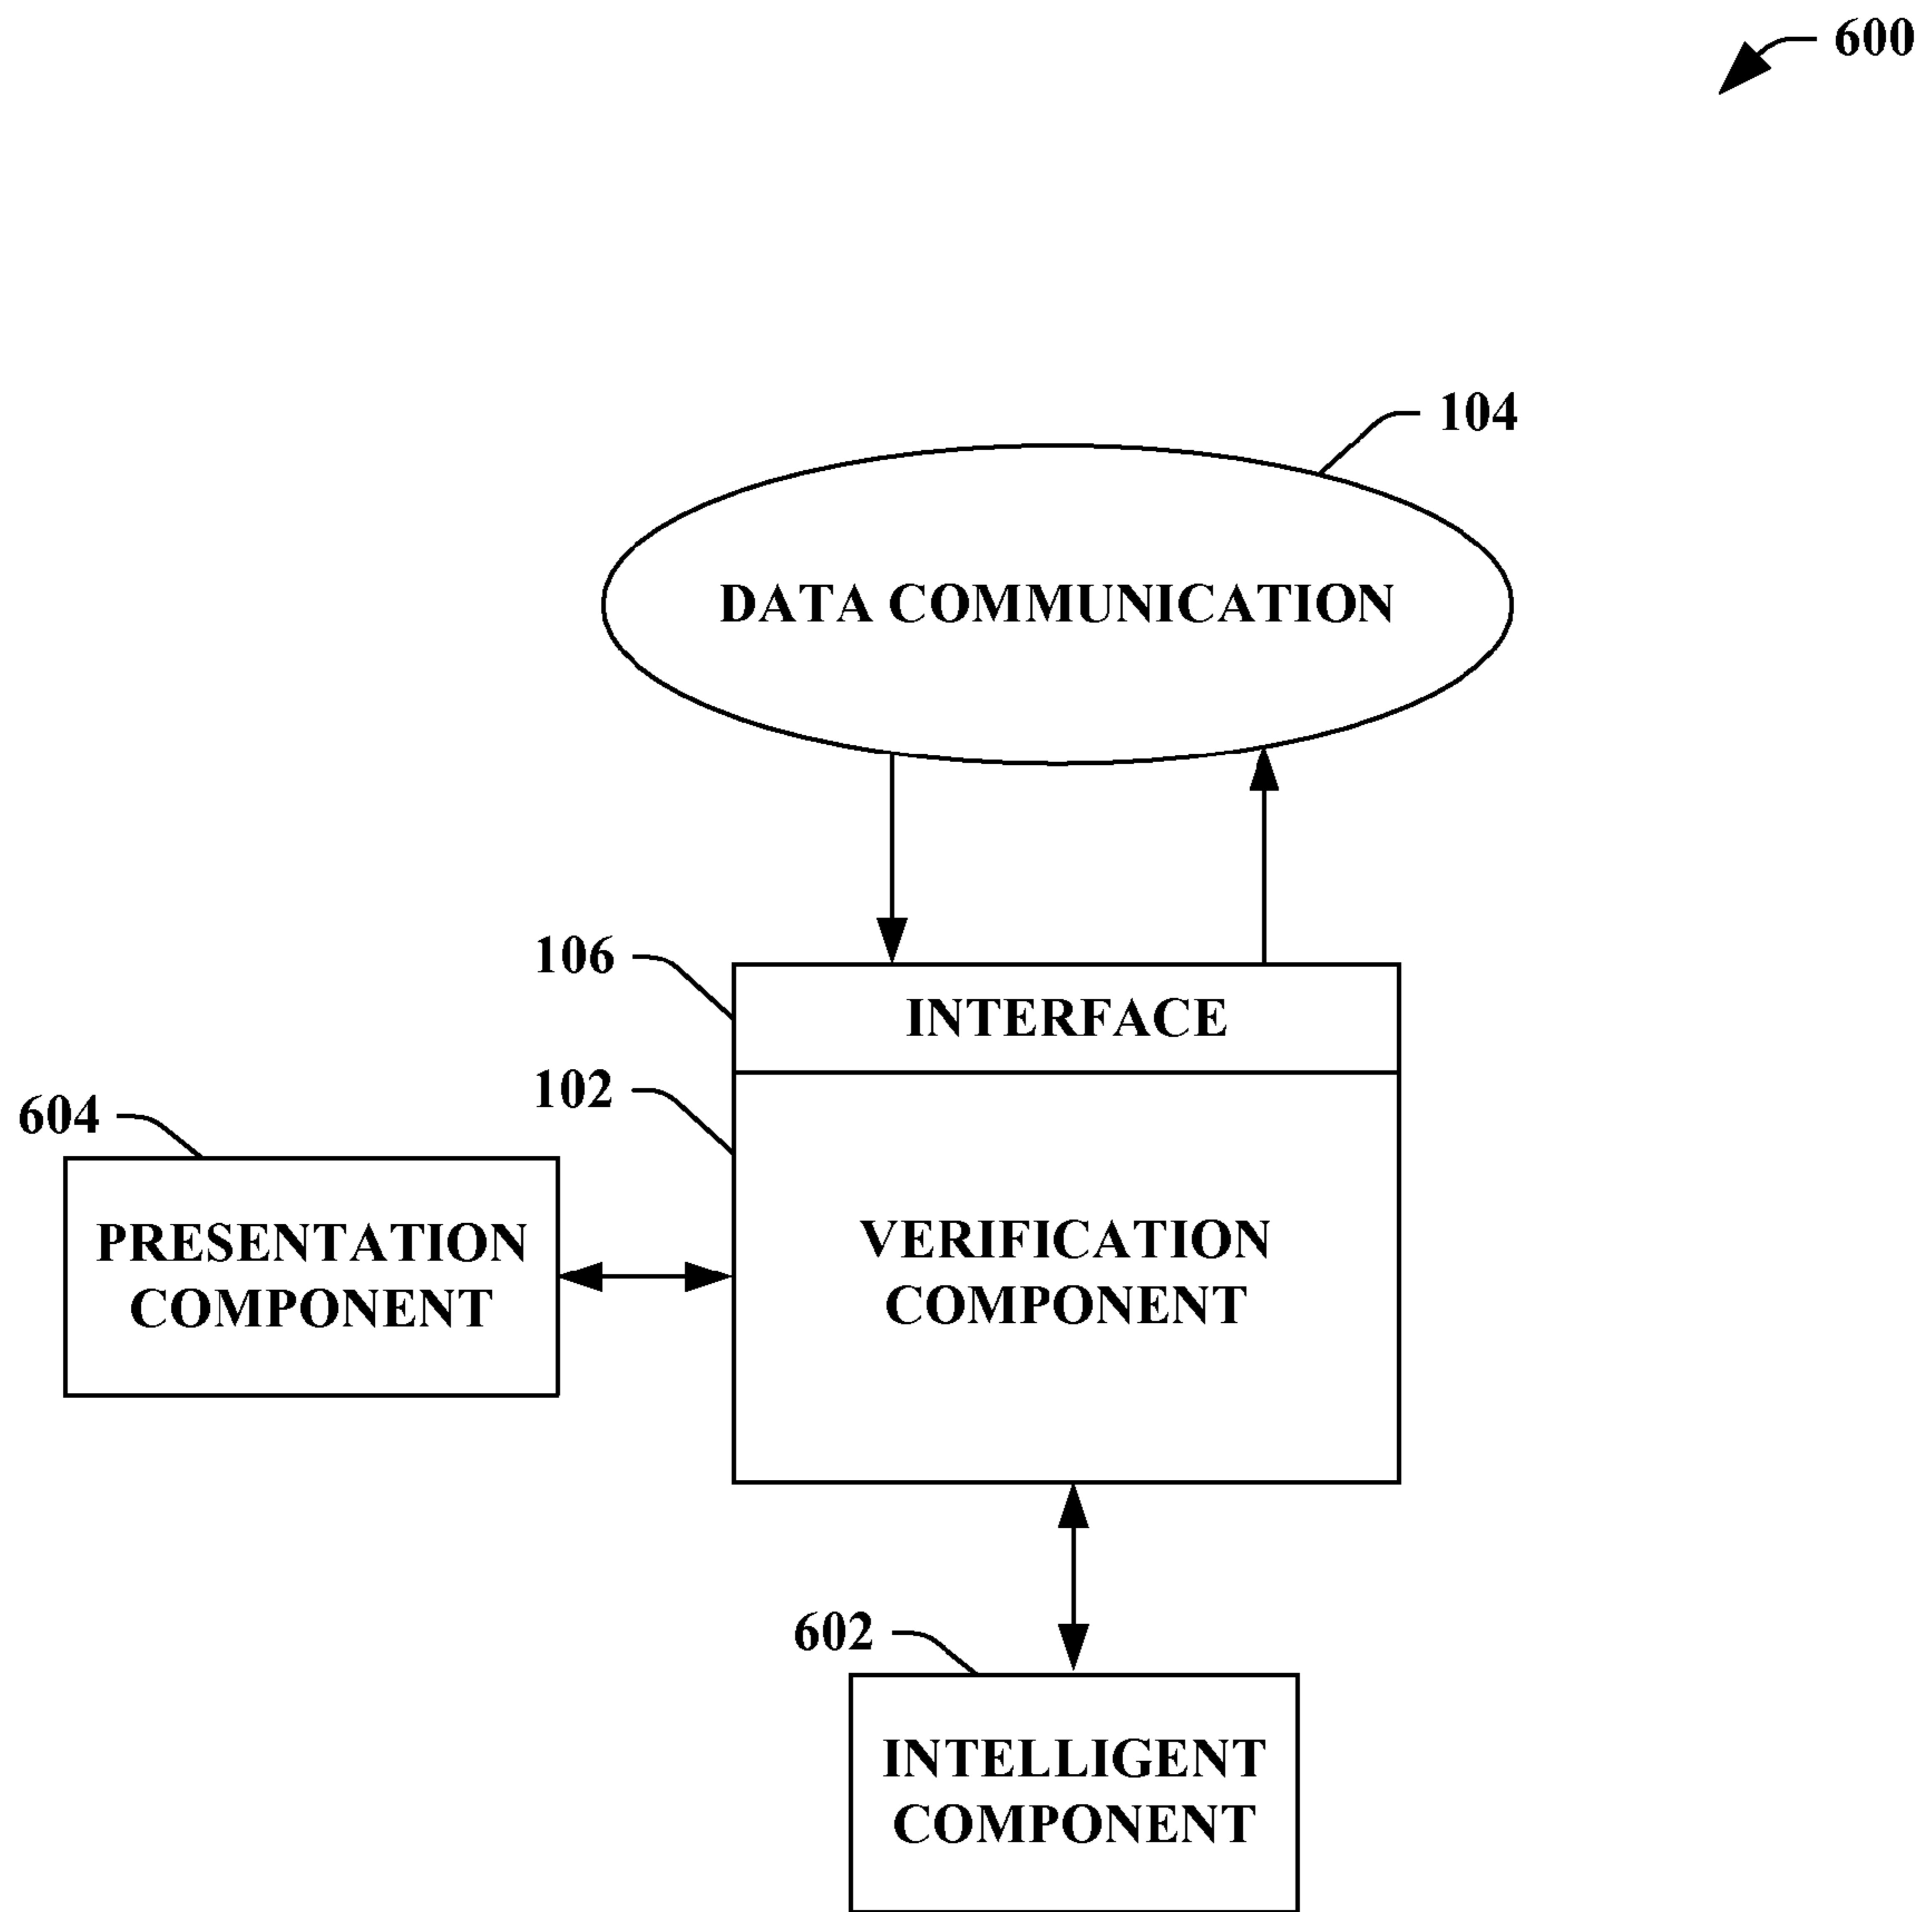 600
104
DATA COMMUNICATION
106
INTERFACE
102
604
PRESENTATION
COMPONENT
VERIFICATION
COMPONENT
602
INTELLIGENT
COMPONENT